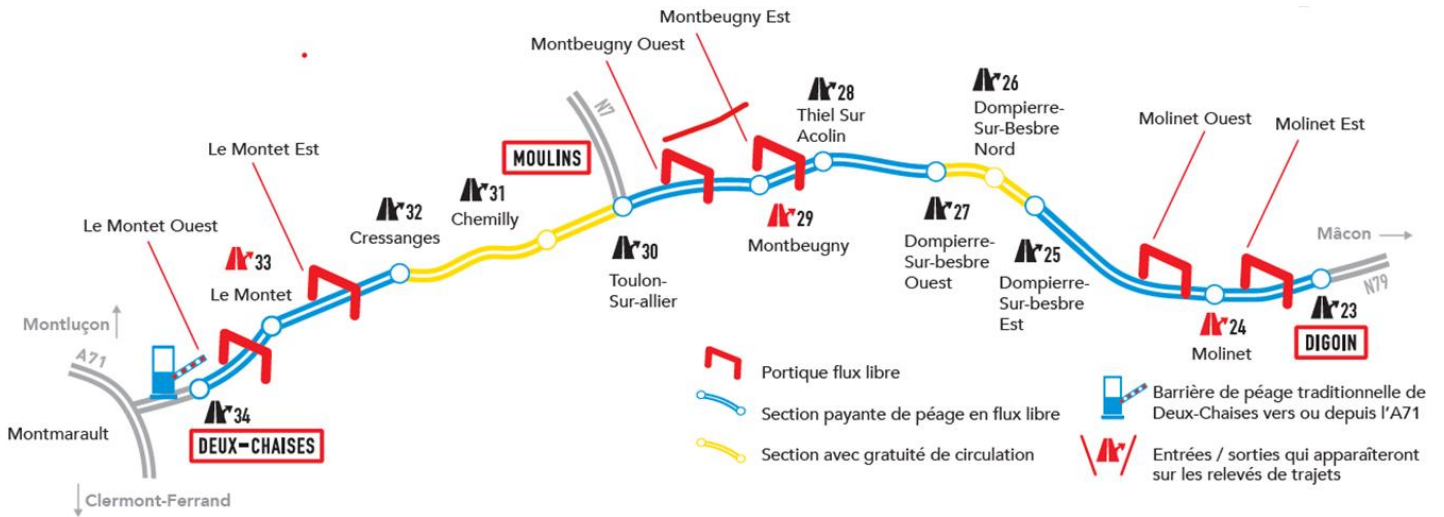 Montbeugny Est
Montbeugny Ouest
N7
28
Thiel Sur
Acolin
26
Dompierre-
Sur-Besbre
Nord
Molinet Ouest
Molinet Est
Le Montet Est
MOULINS
31
Chemilly
32
Cressanges
Le Montet Ouest
33
Le Montet
30
Toulon-
Sur-allier
29
Montbeugny
27
Dompierre-
Sur-besbre
Ouest
25
Dompierre-
Sur-besbre
Est
Mâcon
N79
24
Molinet
23
DIGOIN
Montluçon
A71
34
DEUX-CHAISES
Montmarault
Clermont-Ferrand
Portique flux libre
Section payante de péage en flux libre
Section avec gratuité de circulation
Barrière de péage traditionnelle de
Deux-Chaises vers ou depuis l'A71
Entrées / sorties qui apparaîteront
sur les relevés de trajets